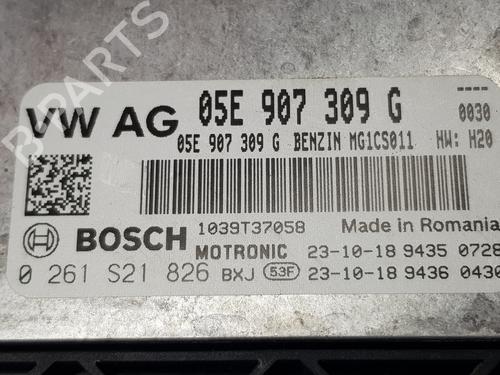 VW AG 05E 907 309 G 0030
05E 907 309 G BENZIN MG1CS011 HW: H20
BOSCH 1039T37058 Made in Romania
MOTRONIC 23-10-18 9435 0728
0 261 S21 826 BXJ 53F 23-10-18 9436 0430
B-PARTS